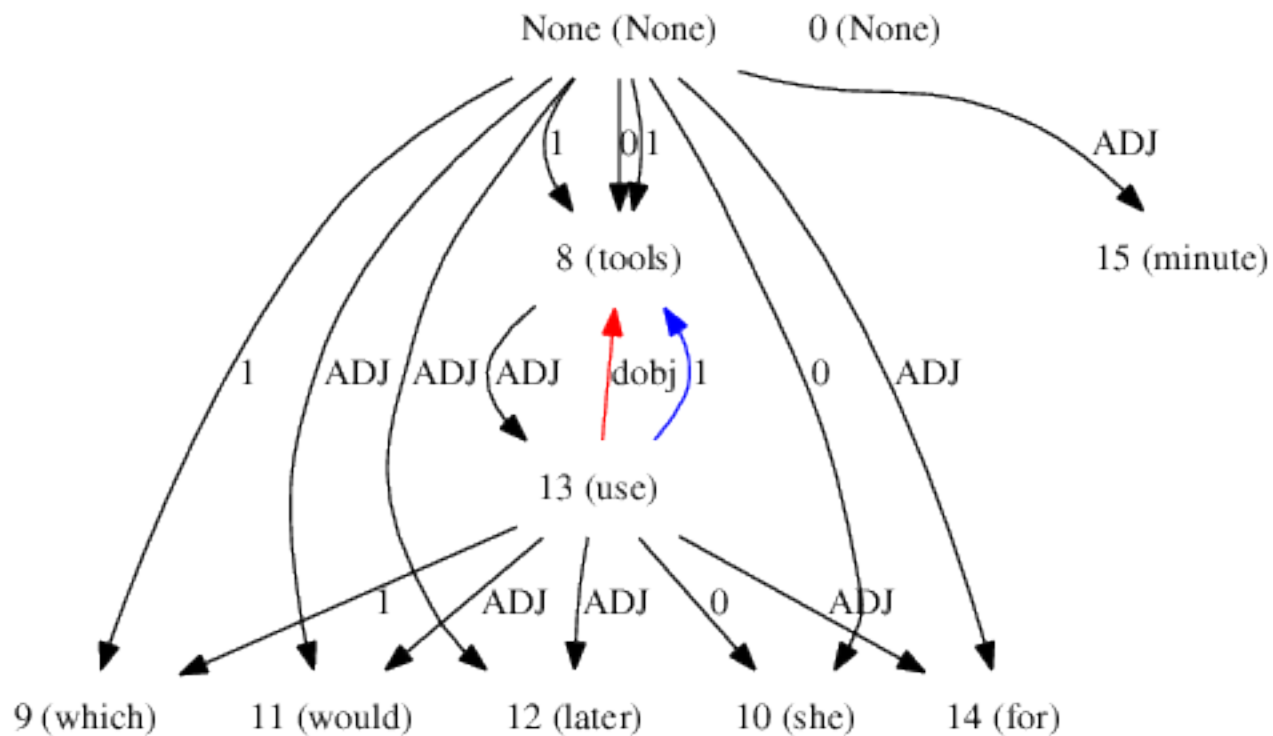 None (None) 0 (None)
1 0 1 ADJ
8 (tools) 15 (minute)
1 ADJ ADJ ADJ dobj 1 0 ADJ
13 (use)
1 ADJ ADJ 0 ADJ
9 (which) 11 (would) 12 (later) 10 (she) 14 (for)